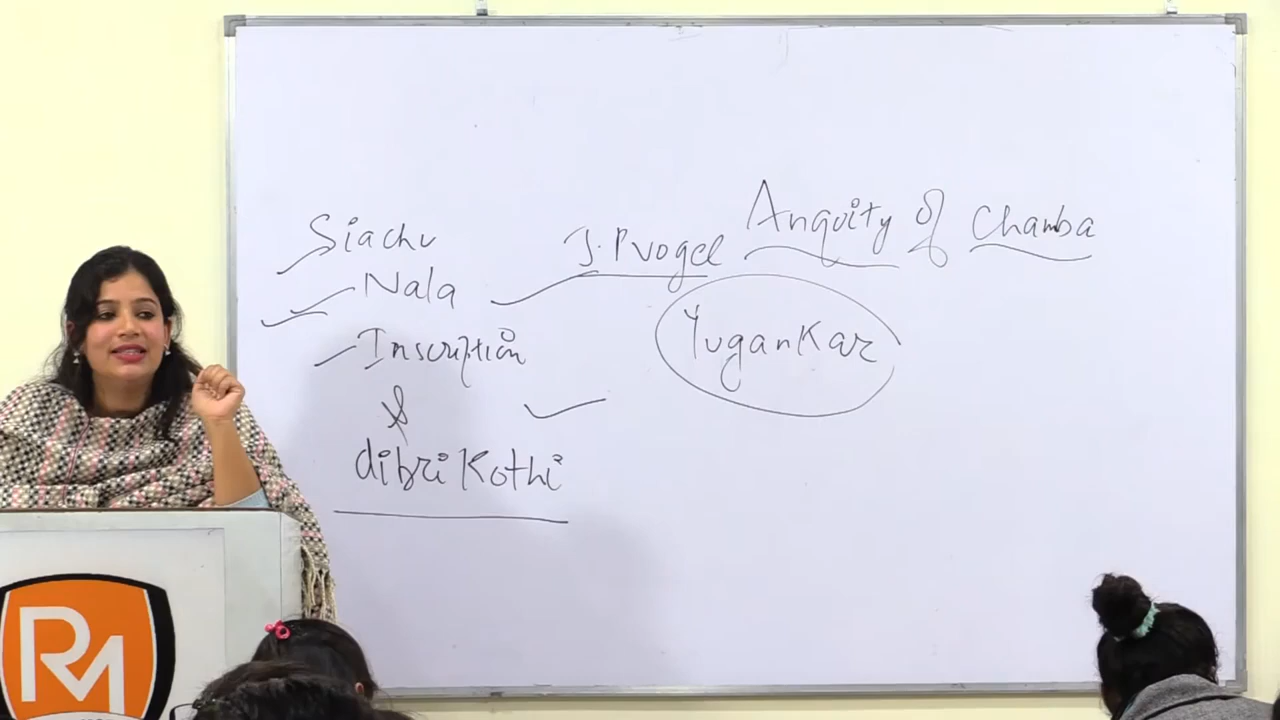 Siachu
Nala
Inscription
&
dibri Kothi
J. P Vogel
Anquity of Chamba
Yugankar
RM